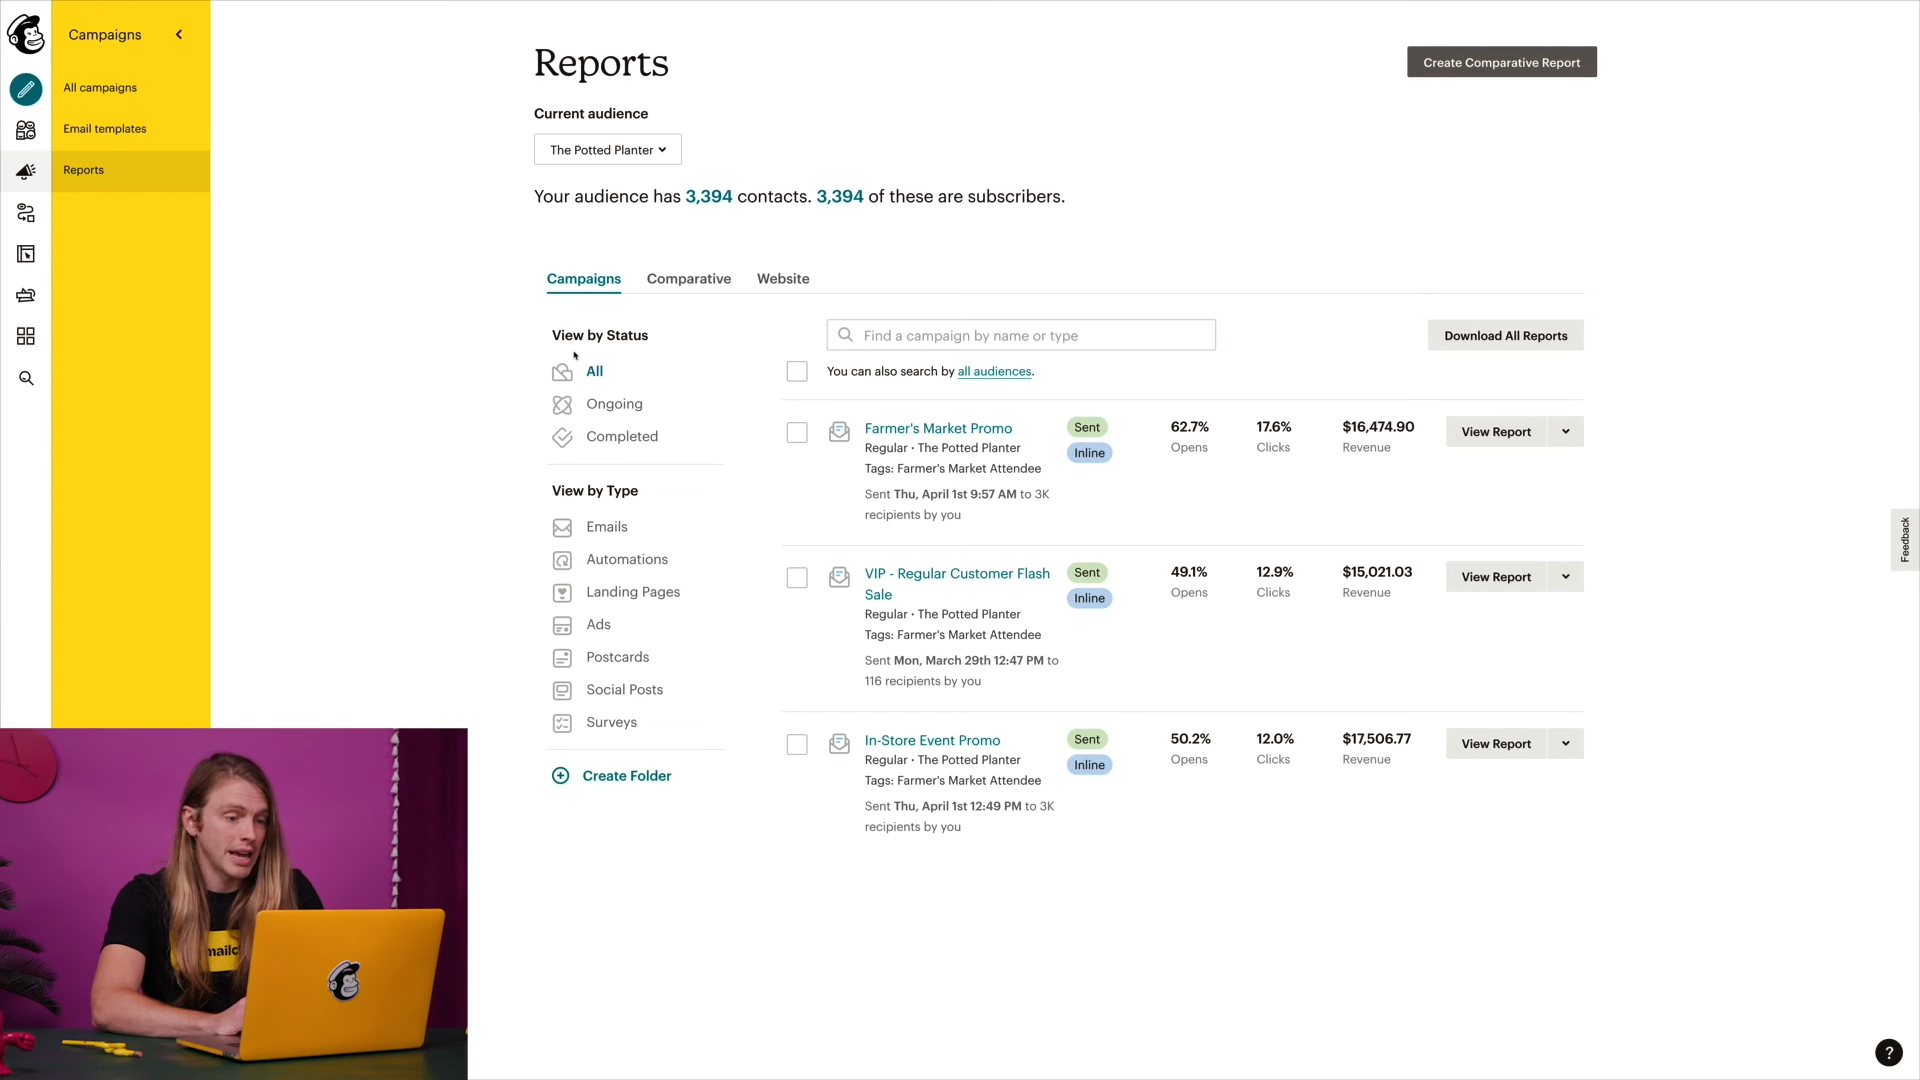 Campaigns
All campaigns
Email templates
Reports
Reports
Create Comparative Report
Current audience
The Potted Planter
Your audience has 3,394 contacts. 3,394 of these are subscribers.
Campaigns
Comparative
Website
View by Status
All
Ongoing
Completed
View by Type
Emails
Automations
Landing Pages
Ads
Postcards
Social Posts
Surveys
Create Folder
Find a campaign by name or type
Download All Reports
You can also search by all audiences.
Farmer's Market Promo
Regular · The Potted Planter
Tags: Farmer's Market Attendee
Sent Thu, April 1st 9:57 AM to 3K
recipients by you
Sent
Inline
62.7%
Opens
17.6%
Clicks
$16,474.90
Revenue
View Report
VIP - Regular Customer Flash
Sale
Regular · The Potted Planter
Tags: Farmer's Market Attendee
Sent Mon, March 29th 12:47 PM to
116 recipients by you
Sent
Inline
49.1%
Opens
12.9%
Clicks
$15,021.03
Revenue
View Report
In-Store Event Promo
Regular · The Potted Planter
Tags: Farmer's Market Attendee
Sent Thu, April 1st 12:49 PM to 3K
recipients by you
Sent
Inline
50.2%
Opens
12.0%
Clicks
$17,506.77
Revenue
View Report
Feedback
?
mailc